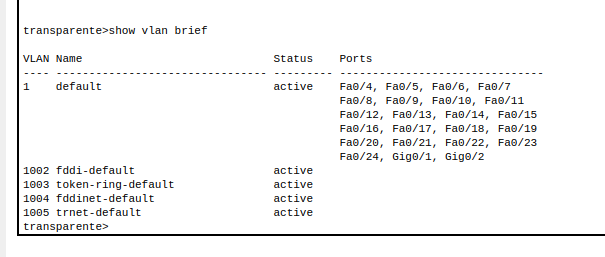 transparente>show vlan brief
VLAN Name                             Status    Ports
---- -------------------------------- --------- -------------------------------
1    default                          active    Fa0/4, Fa0/5, Fa0/6, Fa0/7
                                                Fa0/8, Fa0/9, Fa0/10, Fa0/11
                                                Fa0/12, Fa0/13, Fa0/14, Fa0/15
                                                Fa0/16, Fa0/17, Fa0/18, Fa0/19
                                                Fa0/20, Fa0/21, Fa0/22, Fa0/23
                                                Fa0/24, Gig0/1, Gig0/2
1002 fddi-default                     active
1003 token-ring-default               active
1004 fddinet-default                  active
1005 trnet-default                    active
transparente>